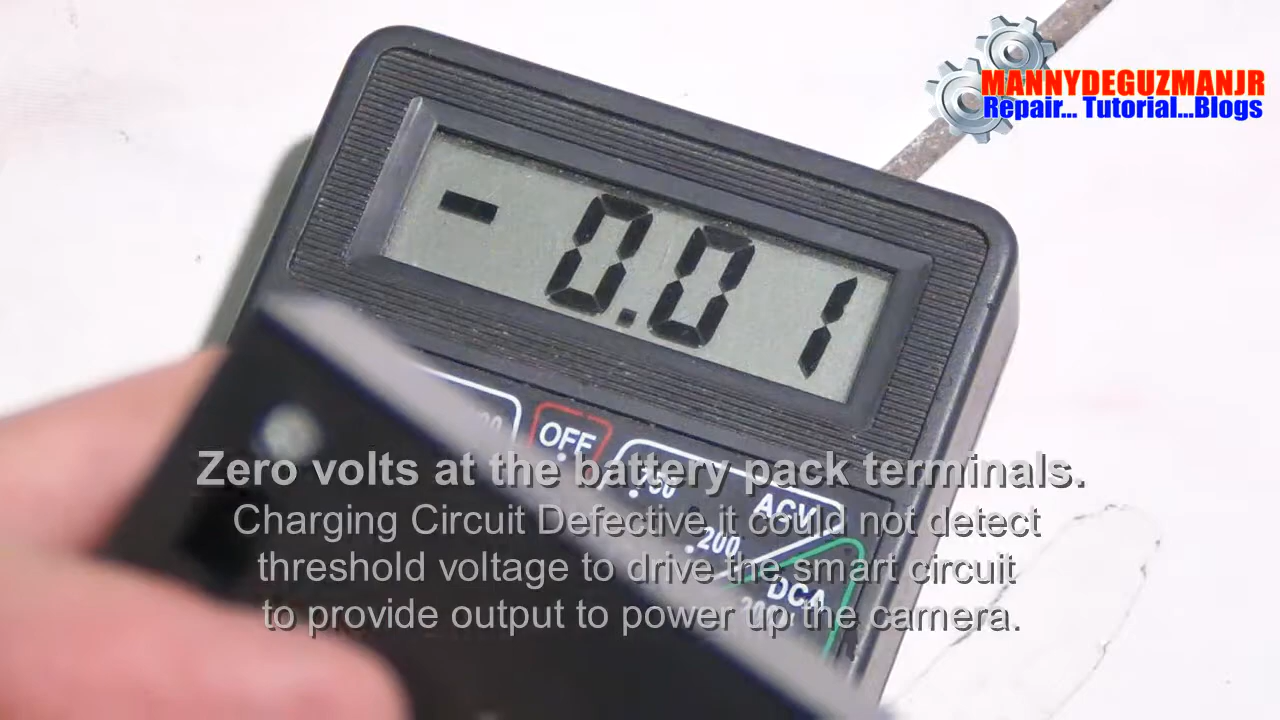 MANNYDEGUZMANJR
Repair... Tutorial...Blogs
- 0.01
OFF
750
ACV
200
DCA
Zero volts at the battery pack terminals.
Charging Circuit Defective,it could not detect
threshold voltage to drive the smart circuit
to provide output to power up the camera.